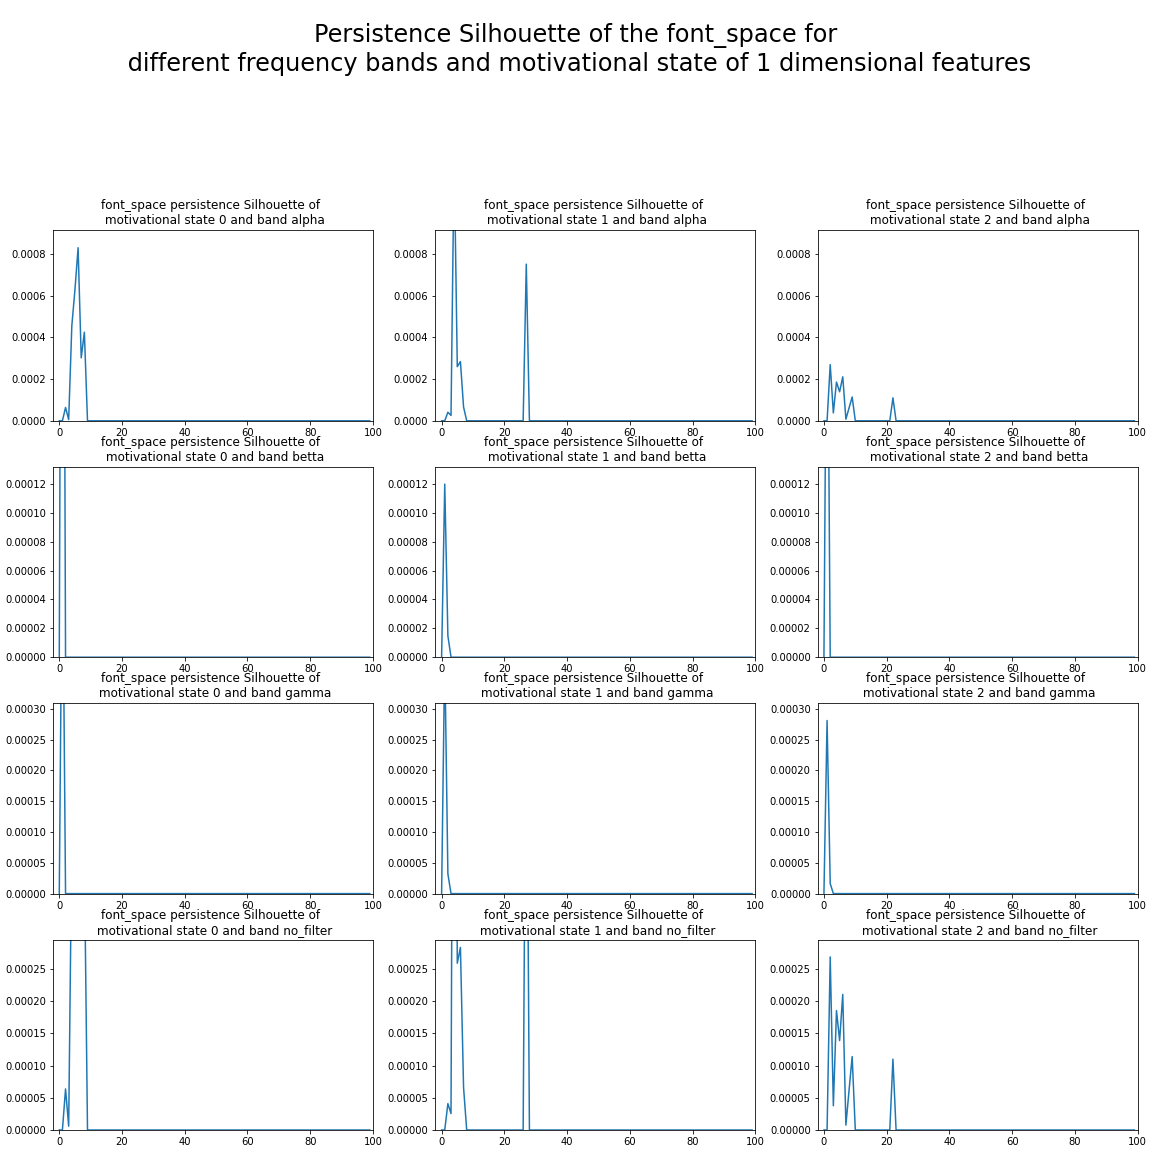 Persistence Silhouette of the font_space for
different frequency bands and motivational state of 1 dimensional features
font_space persistence Silhouette of
motivational state 0 and band alpha
0.0008
0.0006
0.0004
0.0002
0.0000
0 20 40 60 80 100
font_space persistence Silhouette of
motivational state 1 and band alpha
0.0008
0.0006
0.0004
0.0002
0.0000
0 20 40 60 80 100
font_space persistence Silhouette of
motivational state 2 and band alpha
0.0008
0.0006
0.0004
0.0002
0.0000
0 20 40 60 80 100
font_space persistence Silhouette of
motivational state 0 and band betta
0.00012
0.00010
0.00008
0.00006
0.00004
0.00002
0.00000
0 20 40 60 80 100
font_space persistence Silhouette of
motivational state 1 and band betta
0.00012
0.00010
0.00008
0.00006
0.00004
0.00002
0.00000
0 20 40 60 80 100
font_space persistence Silhouette of
motivational state 2 and band betta
0.00012
0.00010
0.00008
0.00006
0.00004
0.00002
0.00000
0 20 40 60 80 100
font_space persistence Silhouette of
motivational state 0 and band gamma
0.00030
0.00025
0.00020
0.00015
0.00010
0.00005
0.00000
0 20 40 60 80 100
font_space persistence Silhouette of
motivational state 1 and band gamma
0.00030
0.00025
0.00020
0.00015
0.00010
0.00005
0.00000
0 20 40 60 80 100
font_space persistence Silhouette of
motivational state 2 and band gamma
0.00030
0.00025
0.00020
0.00015
0.00010
0.00005
0.00000
0 20 40 60 80 100
font_space persistence Silhouette of
motivational state 0 and band no_filter
0.00025
0.00020
0.00015
0.00010
0.00005
0.00000
0 20 40 60 80 100
font_space persistence Silhouette of
motivational state 1 and band no_filter
0.00025
0.00020
0.00015
0.00010
0.00005
0.00000
0 20 40 60 80 100
font_space persistence Silhouette of
motivational state 2 and band no_filter
0.00025
0.00020
0.00015
0.00010
0.00005
0.00000
0 20 40 60 80 100